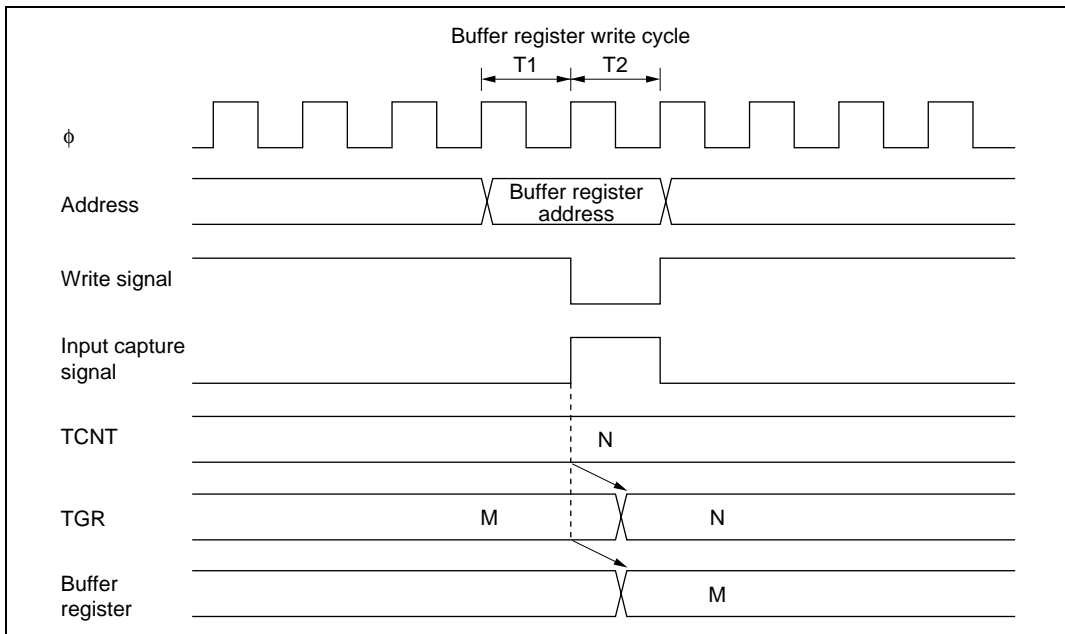 Buffer register write cycle
T1 T2
ϕ
Address
Buffer register
address
Write signal
Input capture
signal
TCNT
N
TGR
M N
Buffer
register
M